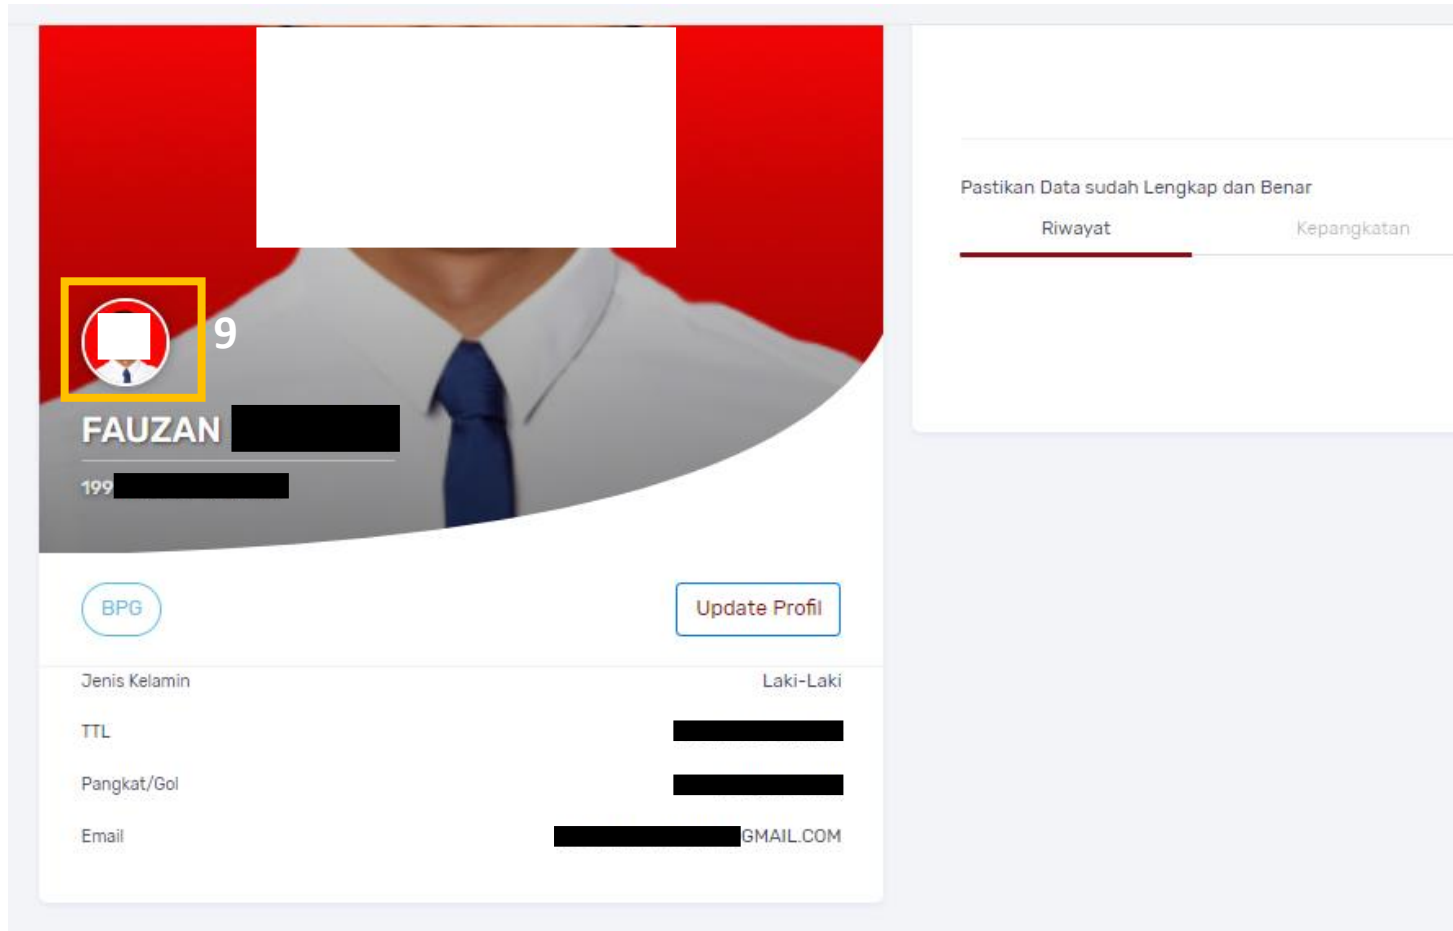 9
FAUZAN
199
BPG
Update Profil
Jenis Kelamin Laki-Laki
TTL
Pangkat/Gol
Email GMAIL.COM
Pastikan Data sudah Lengkap dan Benar
Riwayat Kepangkatan